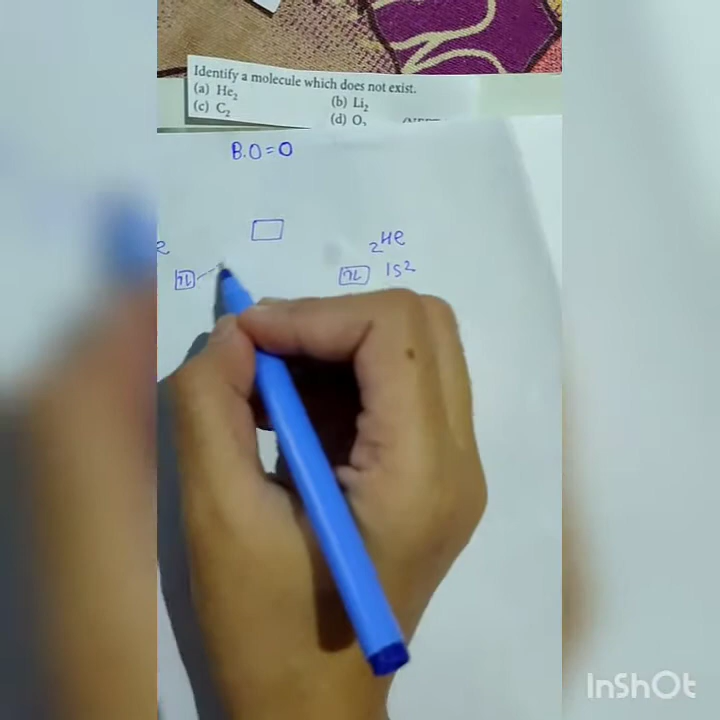 Identify a molecule which does not exist.
(a) He₂
(b) Li₂
(c) C₂
(d) O₂
B.O = 0
e
₂He
1s²
InShOt